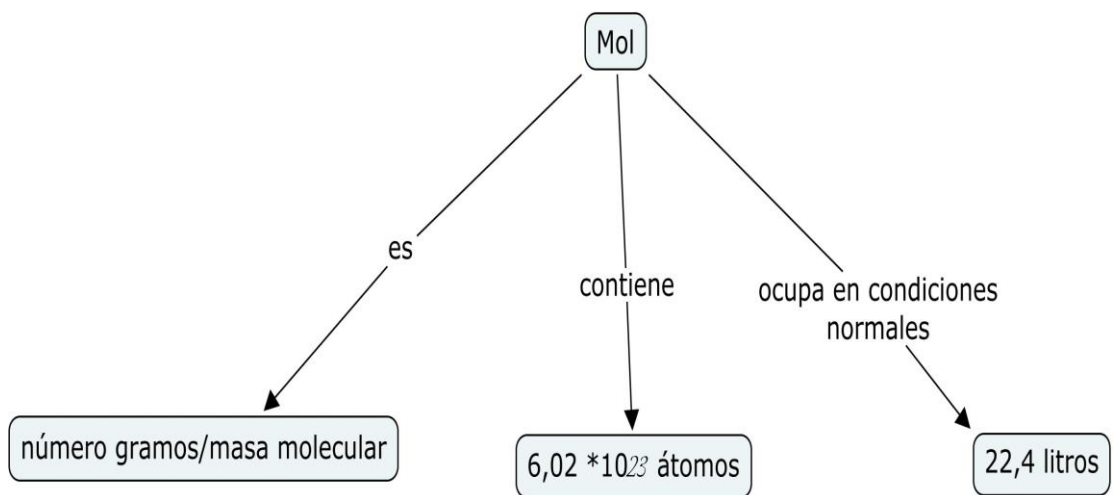 Mol
es
contiene
ocupa en condiciones
normales
número gramos/masa molecular
6,02 *1023 átomos
22,4 litros